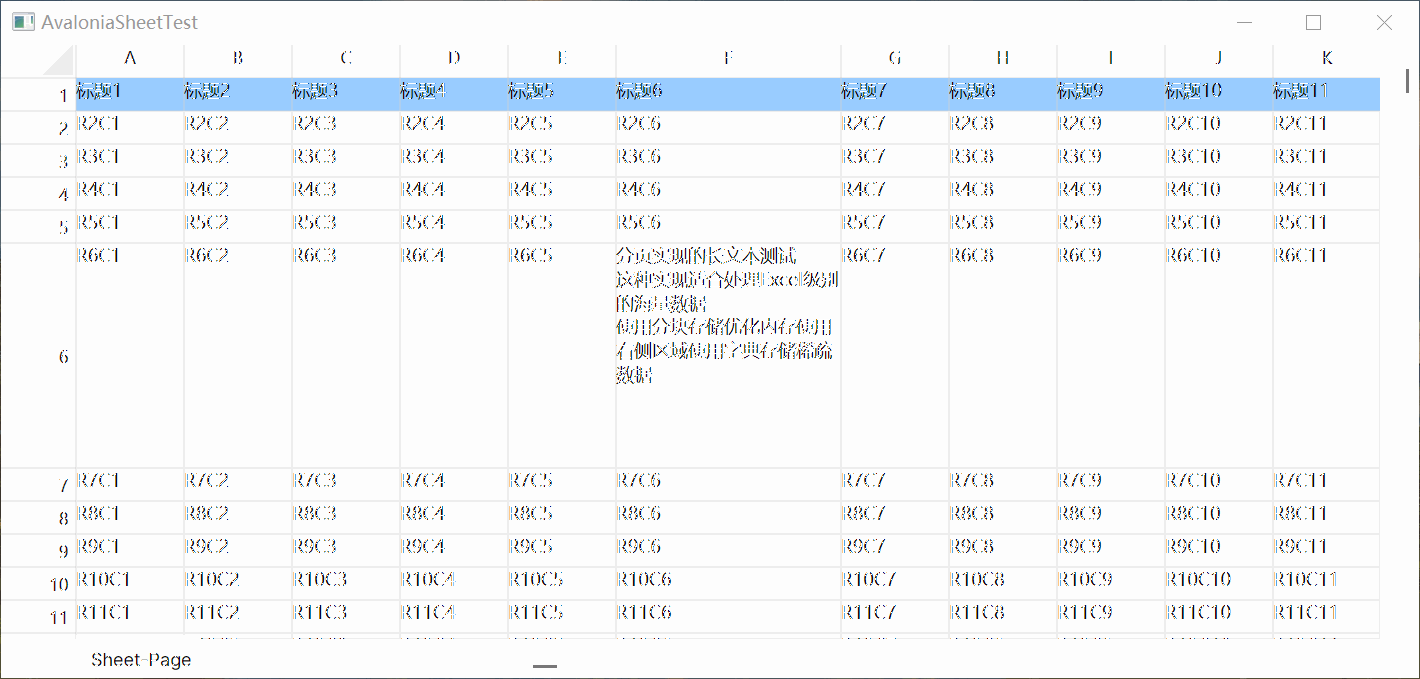 AvaloniaSheetTest
A B C D E F G H I J K
1 标题1 标题2 标题3 标题4 标题5 标题6 标题7 标题8 标题9 标题10 标题11
2 R2C1 R2C2 R2C3 R2C4 R2C5 R2C6 R2C7 R2C8 R2C9 R2C10 R2C11
3 R3C1 R3C2 R3C3 R3C4 R3C5 R3C6 R3C7 R3C8 R3C9 R3C10 R3C11
4 R4C1 R4C2 R4C3 R4C4 R4C5 R4C6 R4C7 R4C8 R4C9 R4C10 R4C11
5 R5C1 R5C2 R5C3 R5C4 R5C5 R5C6 R5C7 R5C8 R5C9 R5C10 R5C11
6 R6C1 R6C2 R6C3 R6C4 R6C5 分页实现的长文本测试 R6C7 R6C8 R6C9 R6C10 R6C11
这种实现适合处理Excel级别
的海量数据
使用分块存储优化内存使用
右侧区域使用字典存储稀疏
数据
7 R7C1 R7C2 R7C3 R7C4 R7C5 R7C6 R7C7 R7C8 R7C9 R7C10 R7C11
8 R8C1 R8C2 R8C3 R8C4 R8C5 R8C6 R8C7 R8C8 R8C9 R8C10 R8C11
9 R9C1 R9C2 R9C3 R9C4 R9C5 R9C6 R9C7 R9C8 R9C9 R9C10 R9C11
10 R10C1 R10C2 R10C3 R10C4 R10C5 R10C6 R10C7 R10C8 R10C9 R10C10 R10C11
11 R11C1 R11C2 R11C3 R11C4 R11C5 R11C6 R11C7 R11C8 R11C9 R11C10 R11C11
Sheet-Page